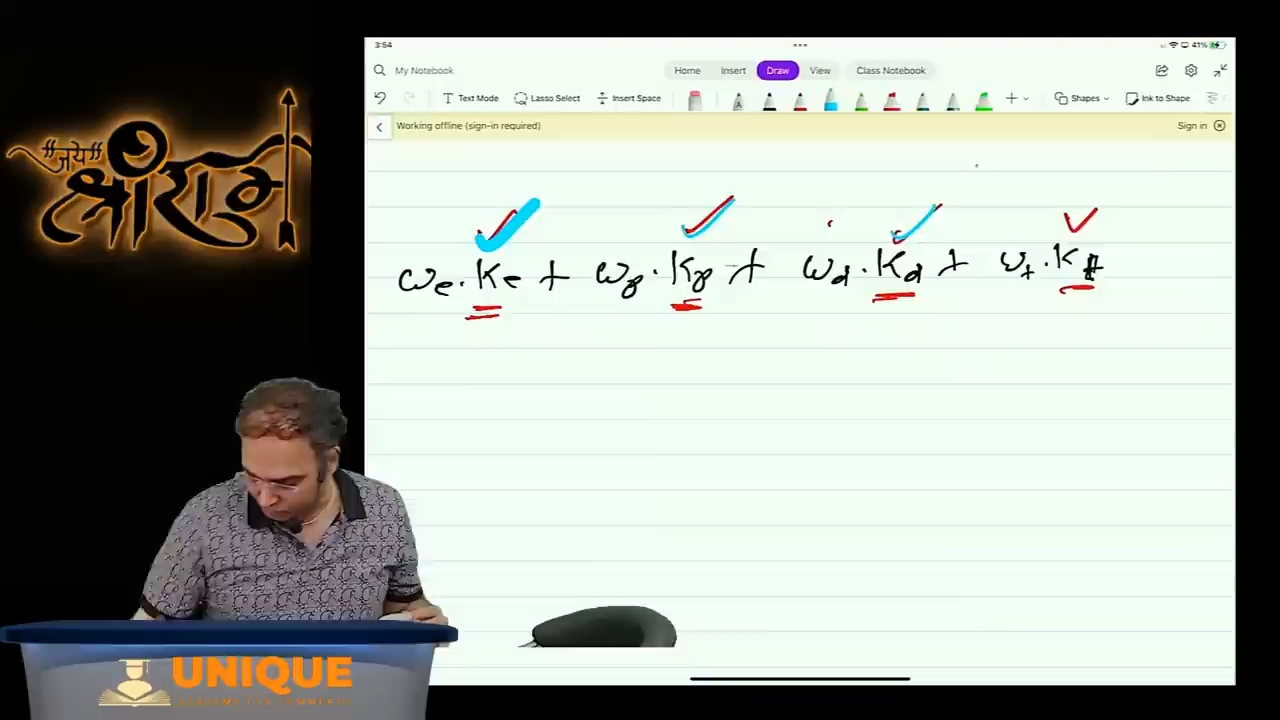 3:54
41%
My Notebook
Home Insert Draw View Class Notebook
Text Mode Lasso Select Insert Space Shapes Ink to Shape
Working offline (sign-in required) Sign in
"जय"
श्री राम
We·Ke + Wp·Kp + Wd·Kd + Wt·Kt
UNIQUE